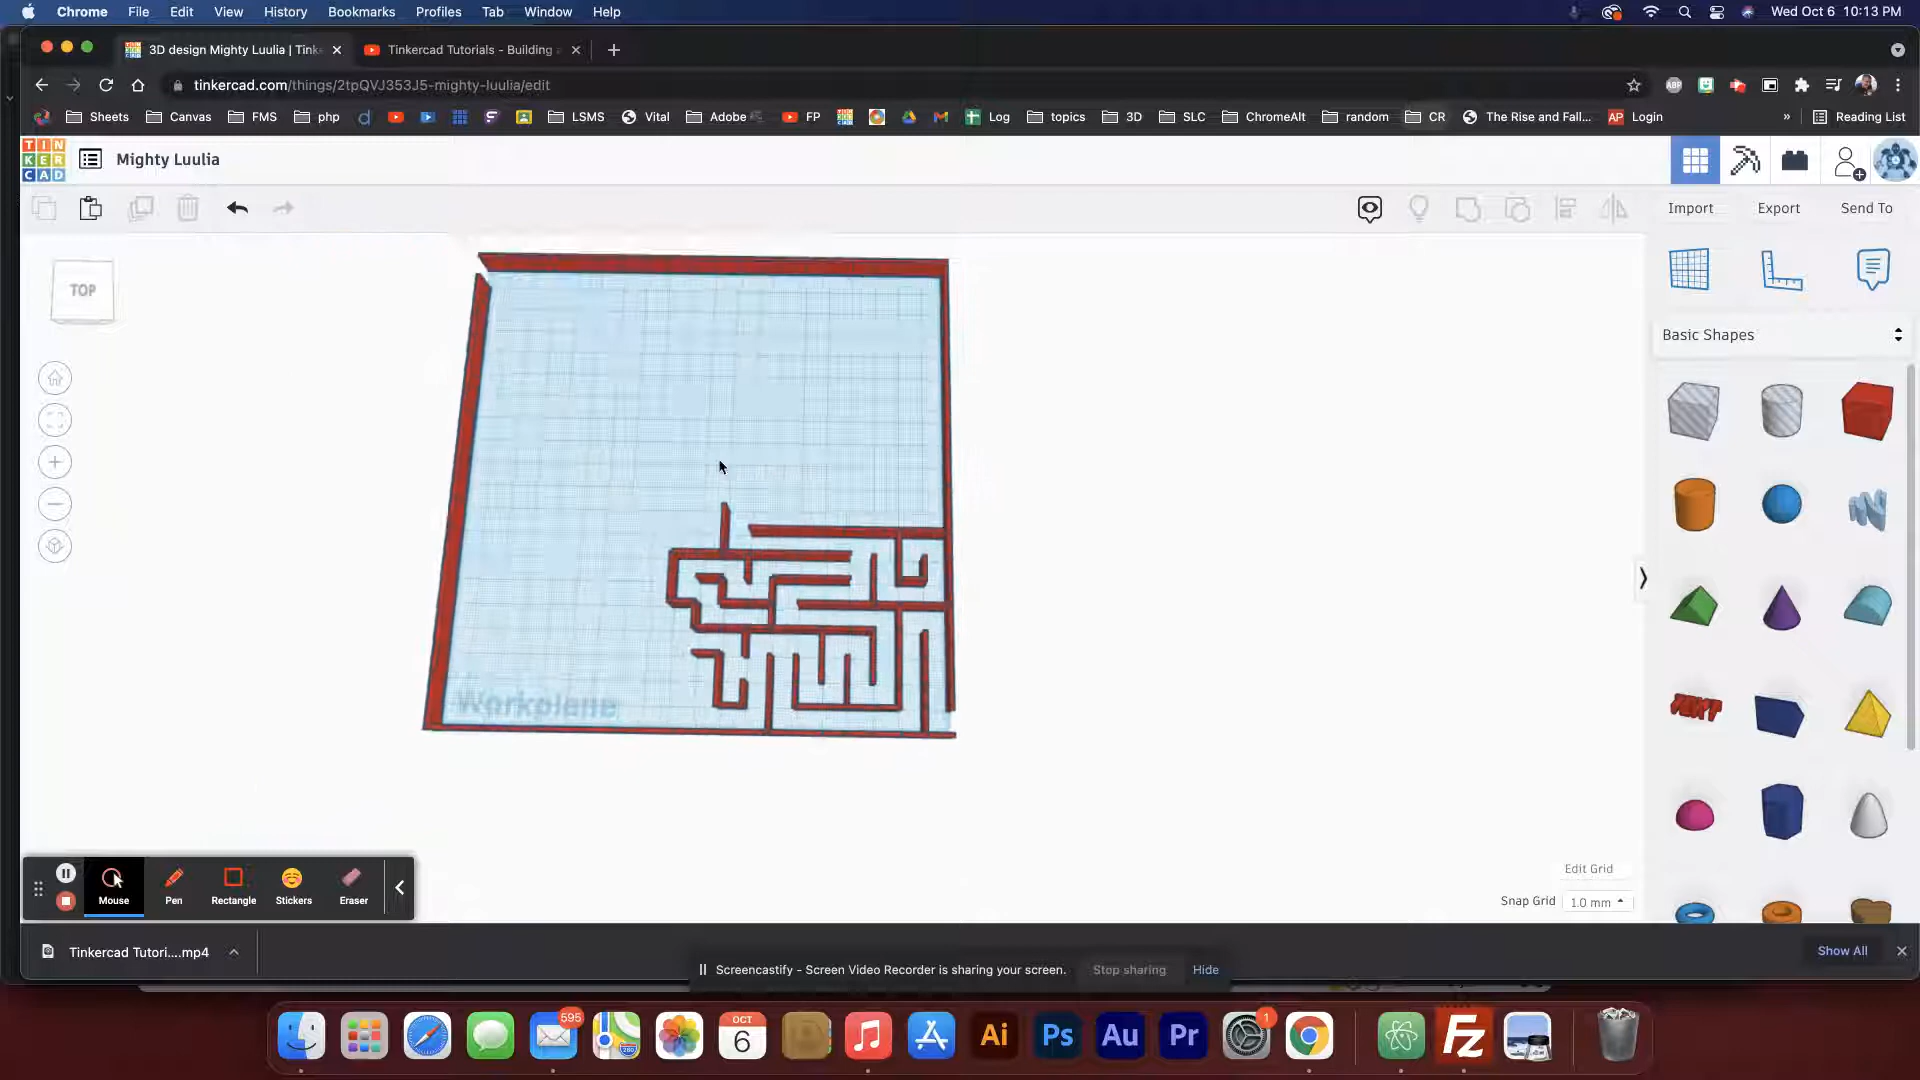 Chrome File Edit View History Bookmarks Profiles Tab Window Help Wed Oct 6 10:13 PM
3D design Mighty Luulia | Tink Tinkercad Tutorials - Building
tinkercad.com/things/2tpQVJ353J5-mighty-luulia/edit
Sheets Canvas FMS php LSMS Vital Adobe FP Log topics 3D SLC ChromeAlt random CR The Rise and Fall... AP Login » Reading List
TIN KER CAD Mighty Luulia
Import Export Send To
TOP
Basic Shapes
TEXT
Workplane
Edit Grid
Snap Grid 1.0 mm
Mouse Pen Rectangle Stickers Eraser
Tinkercad Tutori....mp4 Show All
Screencastify - Screen Video Recorder is sharing your screen. Stop sharing Hide
595 OCT 6 Ai Ps Au Pr 1 FZ